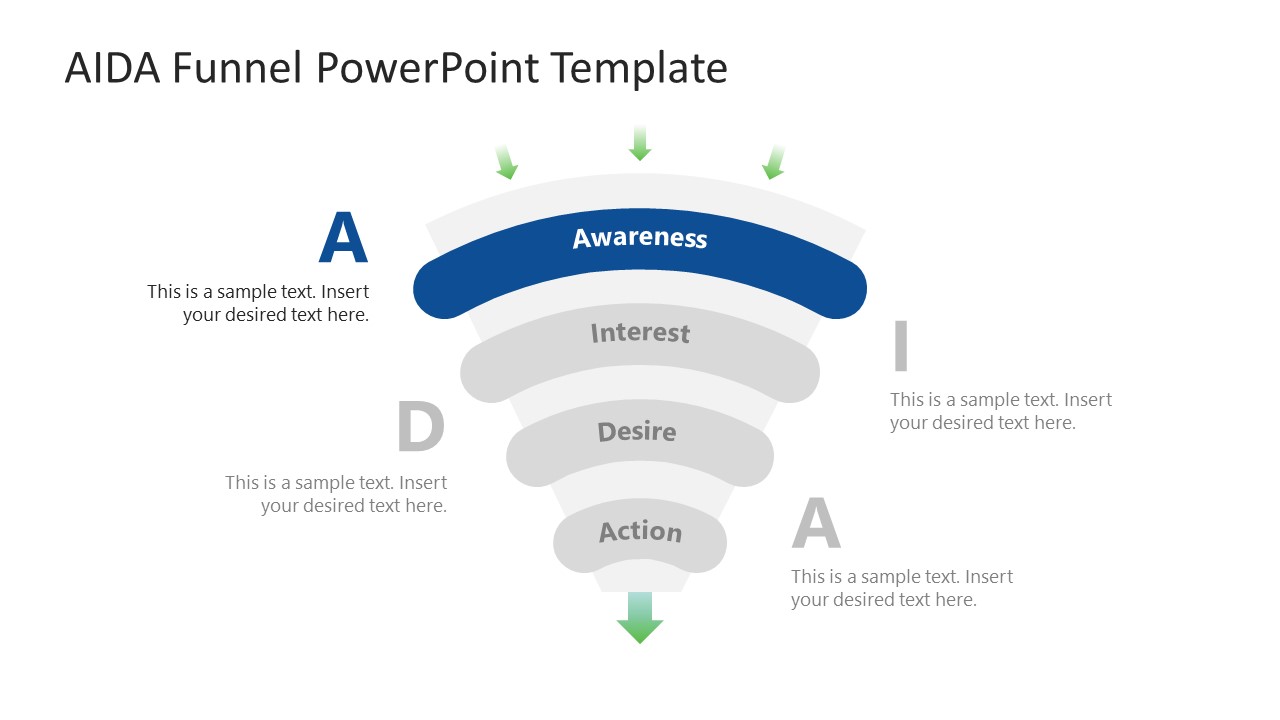 AIDA Funnel PowerPoint Template
A
This is a sample text. Insert
your desired text here.
Awareness
Interest
I
This is a sample text. Insert
your desired text here.
D
This is a sample text. Insert
your desired text here.
Desire
Action
A
This is a sample text. Insert
your desired text here.